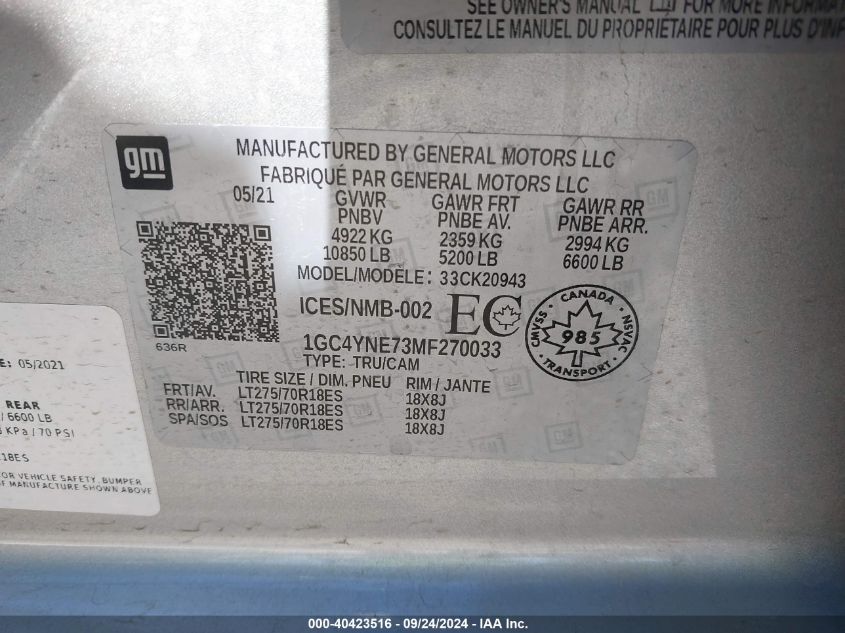 SEE OWNER'S MANUAL FOR MORE INFORMAT
CONSULTEZ LE MANUEL DU PROPRIÉTAIRE POUR PLUS D'INF
gm
MANUFACTURED BY GENERAL MOTORS LLC
FABRIQUÉ PAR GENERAL MOTORS LLC
05/21
GVWR GAWR FRT GAWR RR
PNBV PNBE AV. PNBE ARR.
4922 KG 2359 KG 2994 KG
10850 LB 5200 LB 6600 LB
MODEL/MODÈLE: 33CK20943
ICES/NMB-002 EC
CANADA
CMVSS 985 NSVAC
TRANSPORT
636R
1GC4YNE73MF270033
TYPE: TRU/CAM
TIRE SIZE / DIM. PNEU RIM / JANTE
FRT/AV. LT275/70R18ES 18X8J
RR/ARR. LT275/70R18ES 18X8J
SPA/SOS LT275/70R18ES 18X8J
E: 05/2021
REAR
/ 6600 LB
KPa / 70 PSI
18ES
OR VEHICLE SAFETY, BUMPER
OF MANUFACTURE SHOWN ABOVE
000-40423516 - 09/24/2024 - IAA Inc.